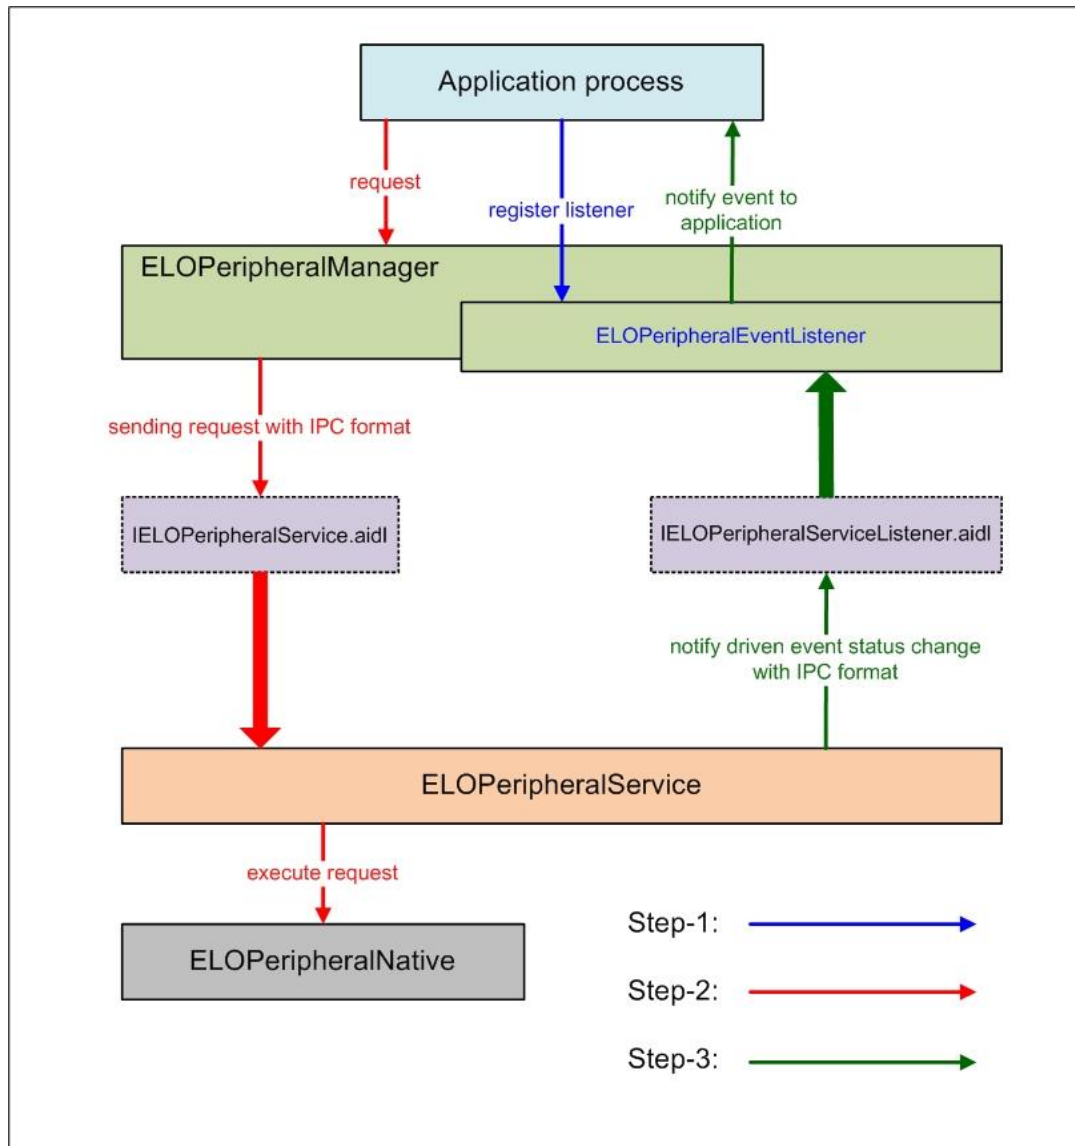 Application process
request
register listener
notify event to
application
ELOPeripheralManager
ELOPeripheralEventListener
sending request with IPC format
IELOPeripheralService.aidl
IELOPeripheralServiceListener.aidl
notify driven event status change
with IPC format
ELOPeripheralService
execute request
ELOPeripheralNative
Step-1:
Step-2:
Step-3: